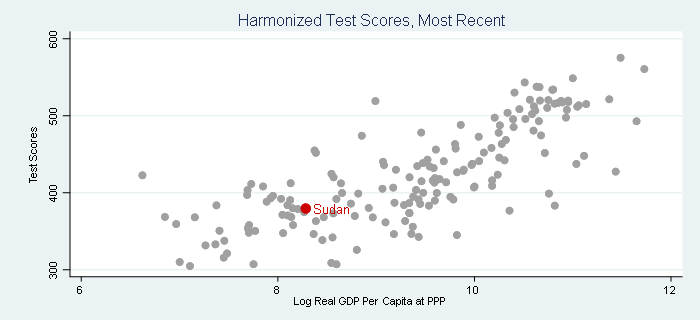 Harmonized Test Scores, Most Recent
600
500
400
300
Test Scores
Sudan
6
8
10
12
Log Real GDP Per Capita at PPP